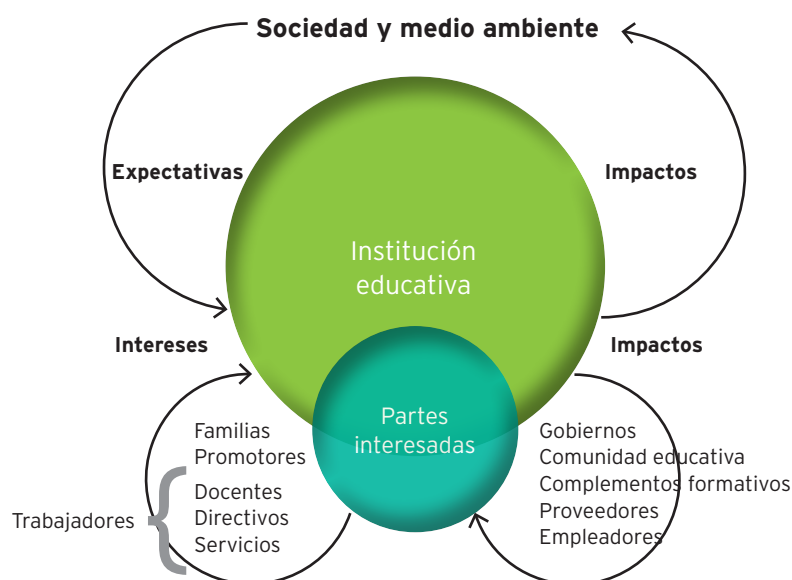 Sociedad y medio ambiente
Expectativas
Impactos
Institución
educativa
Intereses
Impactos
Partes
interesadas
Familias
Promotores
Trabajadores
Docentes
Directivos
Servicios
Gobiernos
Comunidad educativa
Complementos formativos
Proveedores
Empleadores